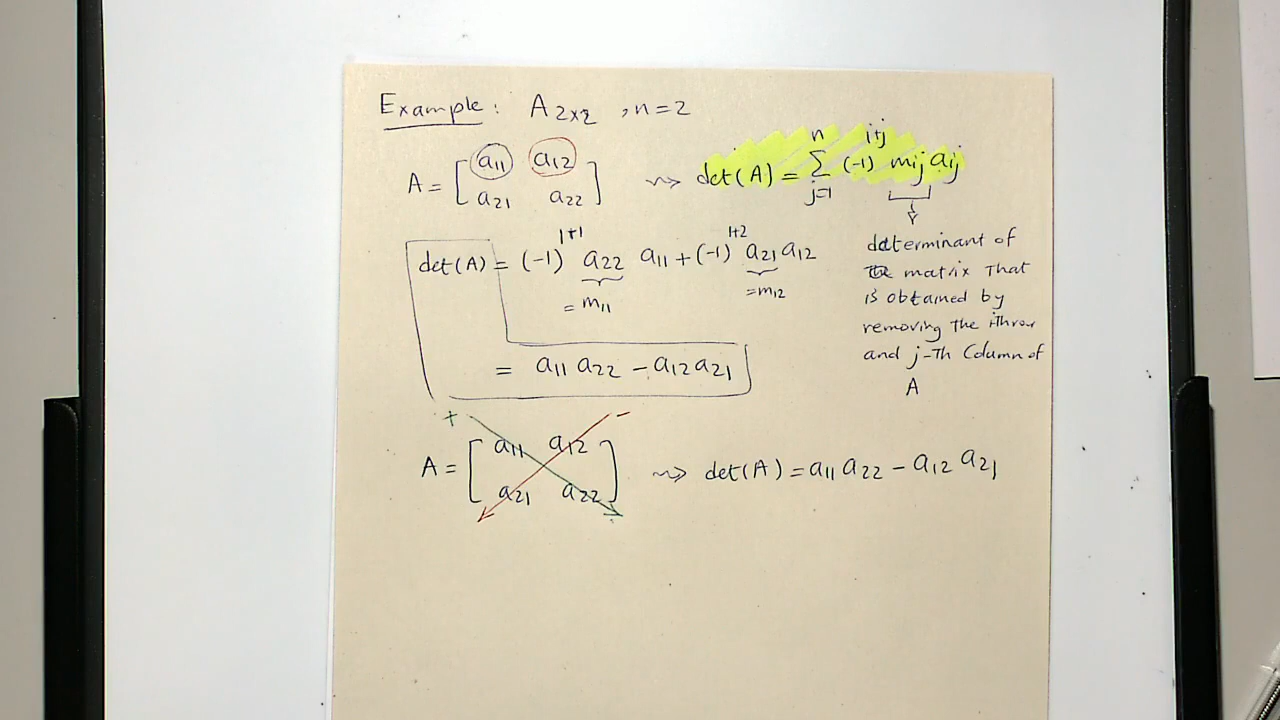 Example: A₂ₓ₂ , n=2
A = [ a₁₁ a₁₂ ⤳ det(A) = Σ (-1)^(i+j) mᵢⱼ aᵢⱼ
n
j=1
a₂₁ a₂₂ ]
det(A) = (-1)^(1+1) a₂₂ a₁₁ + (-1)^(1+2) a₂₁ a₁₂
= m₁₁ = m₁₂
determinant of
the matrix that
is obtained by
removing the ith row
and j-th column of
A
= a₁₁ a₂₂ - a₁₂ a₂₁
+ -
A = [ a₁₁ a₁₂ ⤳ det(A) = a₁₁ a₂₂ - a₁₂ a₂₁
a₂₁ a₂₂ ]